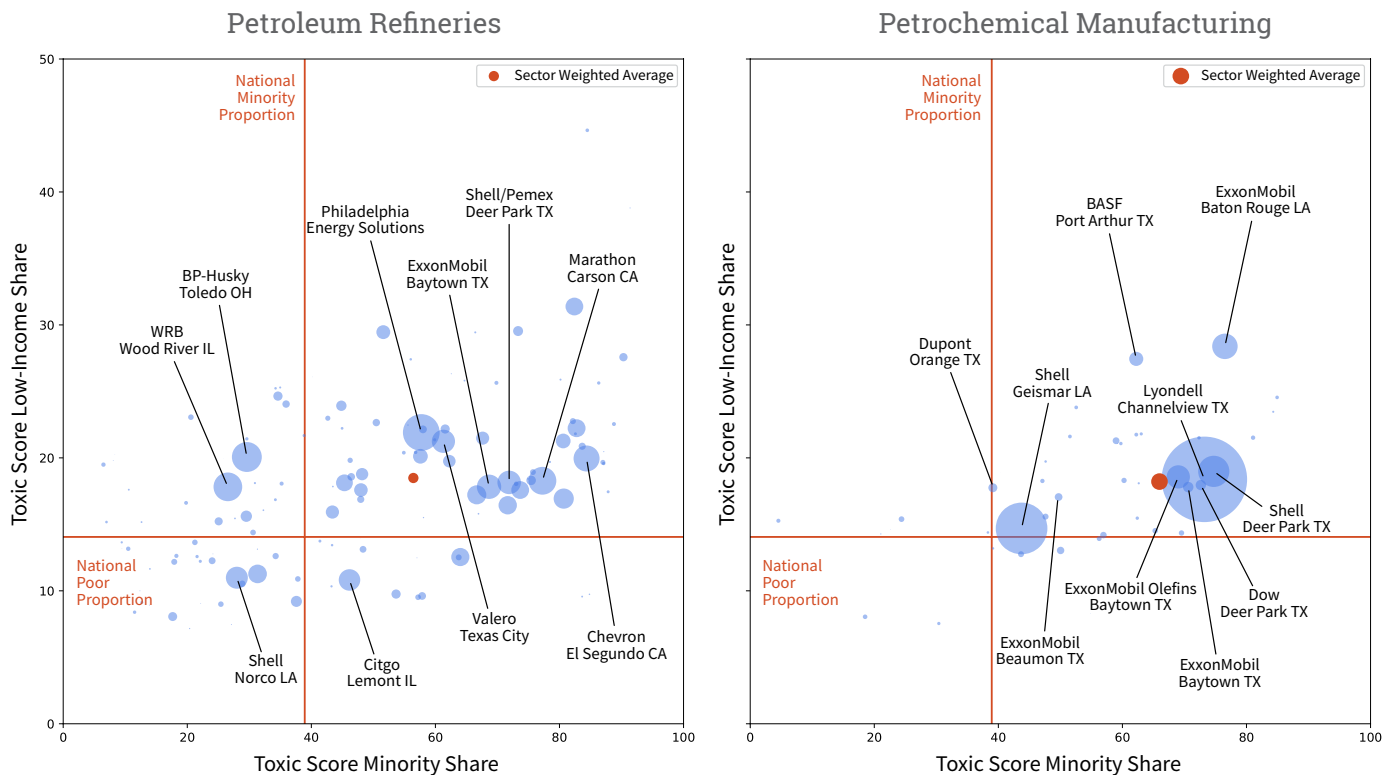 Petroleum Refineries
50
40
30
20
10
0
0
20
40
60
80
100
Toxic Score Low-Income Share
Toxic Score Minority Share
Sector Weighted Average
National
Minority
Proportion
National
Poor
Proportion
Philadelphia
Energy Solutions
Shell/Pemex
Deer Park TX
ExxonMobil
Baytown TX
Marathon
Carson CA
BP-Husky
Toledo OH
WRB
Wood River IL
Shell
Norco LA
Citgo
Lemont IL
Valero
Texas City
Chevron
El Segundo CA
Petrochemical Manufacturing
0
20
40
60
80
100
Toxic Score Low-Income Share
Toxic Score Minority Share
Sector Weighted Average
National
Minority
Proportion
National
Poor
Proportion
BASF
Port Arthur TX
ExxonMobil
Baton Rouge LA
Dupont
Orange TX
Shell
Geismar LA
Lyondell
Channelview TX
Shell
Deer Park TX
ExxonMobil Olefins
Baytown TX
Dow
Deer Park TX
ExxonMobil
Beaumon TX
ExxonMobil
Baytown TX